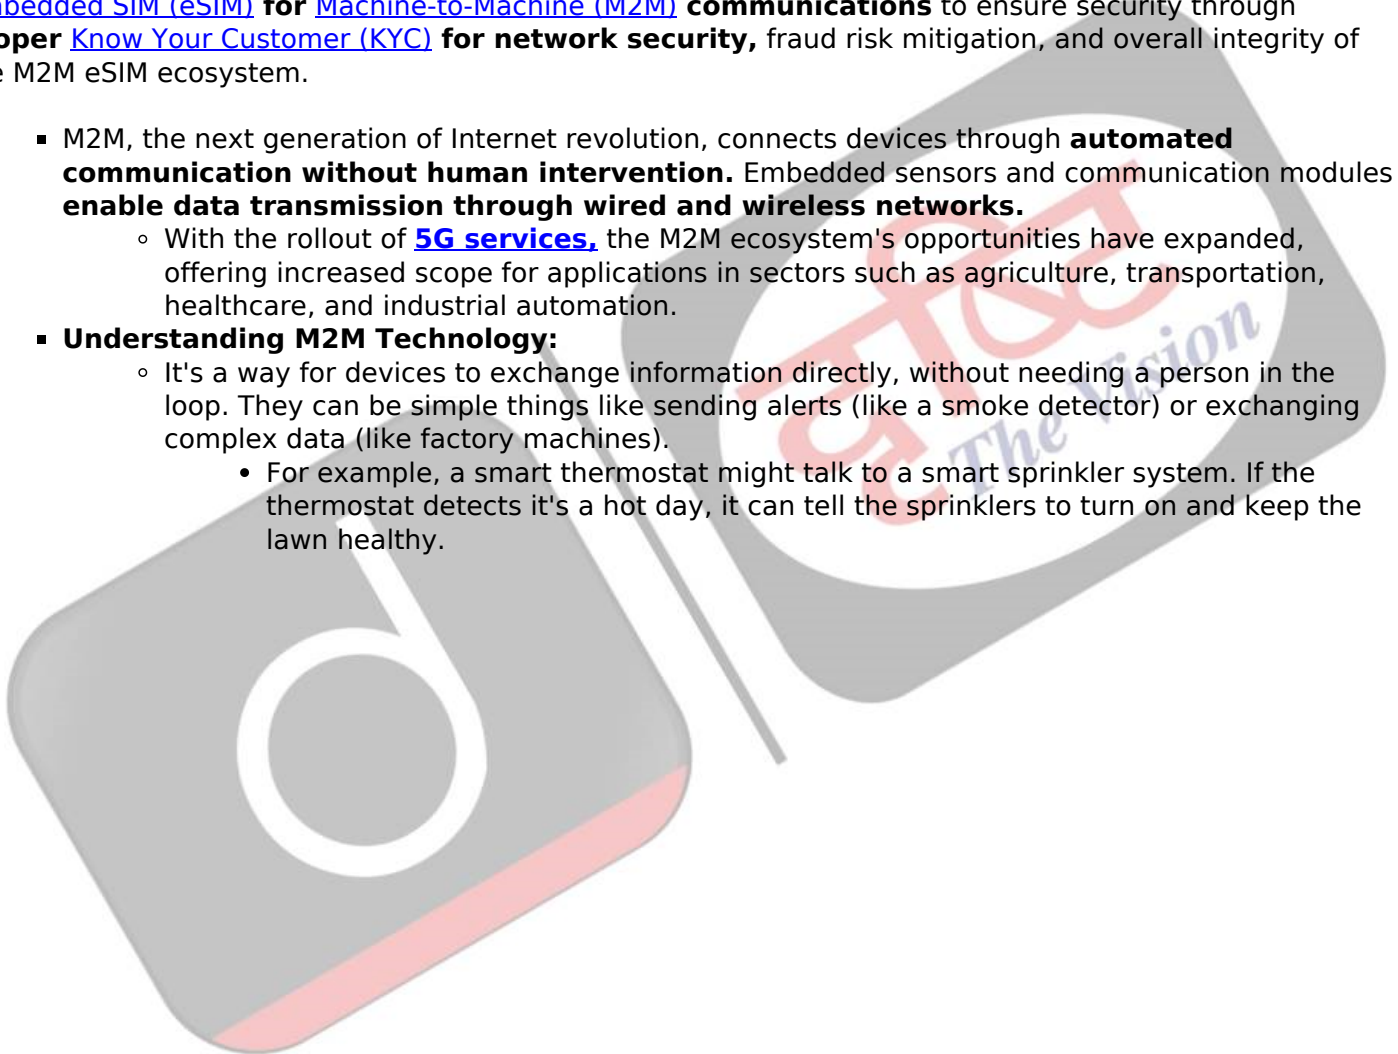 bedded SIM (eSIM) for Machine-to-Machine (M2M) communications to ensure security through
oper Know Your Customer (KYC) for network security, fraud risk mitigation, and overall integrity of
e M2M eSIM ecosystem.
M2M, the next generation of Internet revolution, connects devices through automated
communication without human intervention. Embedded sensors and communication modules
enable data transmission through wired and wireless networks.
With the rollout of 5G services, the M2M ecosystem's opportunities have expanded,
offering increased scope for applications in sectors such as agriculture, transportation,
healthcare, and industrial automation.
Understanding M2M Technology:
It's a way for devices to exchange information directly, without needing a person in the
loop. They can be simple things like sending alerts (like a smoke detector) or exchanging
complex data (like factory machines).
For example, a smart thermostat might talk to a smart sprinkler system. If the
thermostat detects it's a hot day, it can tell the sprinklers to turn on and keep the
lawn healthy.
दृष्टि
The Vision
d